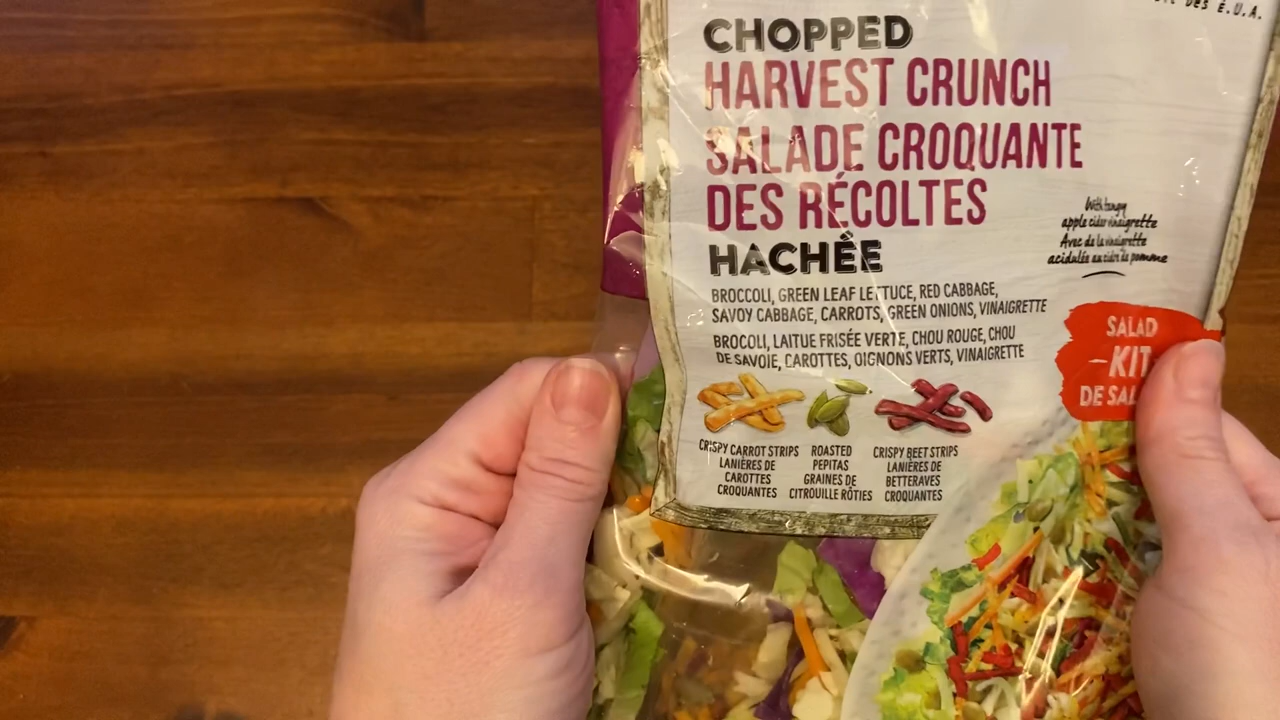 DES É.U.A.
CHOPPED
HARVEST CRUNCH
SALADE CROQUANTE
DES RÉCOLTES
HACHÉE
With tangy
apple cider vinaigrette
Avec de la vinaigrette
acidulée au cidre de pomme
BROCCOLI, GREEN LEAF LETTUCE, RED CABBAGE,
SAVOY CABBAGE, CARROTS, GREEN ONIONS, VINAIGRETTE
BROCOLI, LAITUE FRISÉE VERTE, CHOU ROUGE, CHOU
DE SAVOIE, CAROTTES, OIGNONS VERTS, VINAIGRETTE
SALAD
KIT
DE
CRISPY CARROT STRIPS
LANIÈRES DE
CAROTTES
CROQUANTES
ROASTED
PEPITAS
GRAINES DE
CITROUILLE RÔTIES
CRISPY BEET STRIPS
LANIÈRES DE
BETTERAVES
CROQUANTES